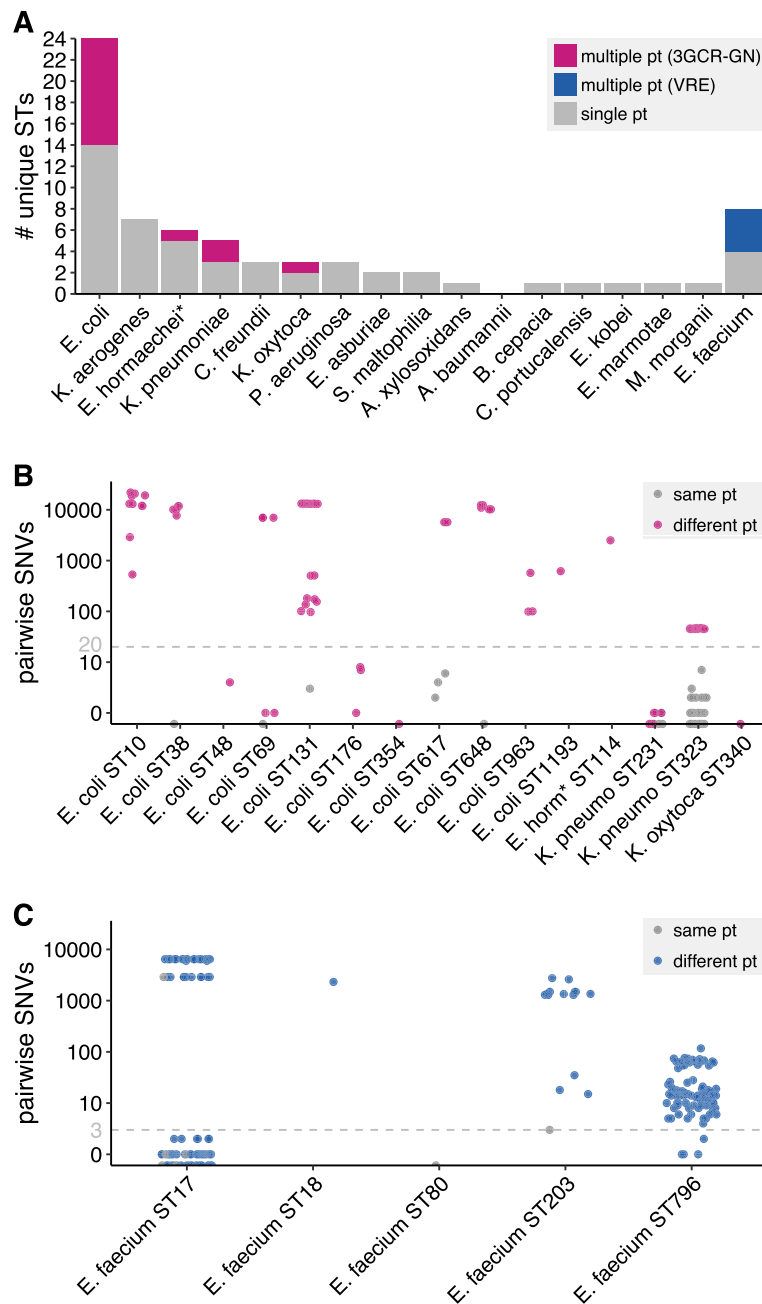 A
# unique STs
24
22
20
18
16
14
12
10
8
6
4
2
0
multiple pt (3GCR-GN)
multiple pt (VRE)
single pt
E. coli
K. aerogenes
E. hormaechei*
K. pneumoniae
C. freundii
K. oxytoca
P. aeruginosa
E. asburiae
S. maltophilia
A. xylosoxidans
A. baumannii
B. cepacia
C. portucalensis
E. kobei
E. marmotae
M. morganii
E. faecium
B
pairwise SNVs
10000
1000
100
20
10
0
same pt
different pt
E. coli ST10
E. coli ST38
E. coli ST48
E. coli ST69
E. coli ST131
E. coli ST176
E. coli ST354
E. coli ST617
E. coli ST648
E. coli ST963
E. coli ST1193
E. horm* ST114
K. pneumo ST231
K. pneumo ST323
K. oxytoca ST340
C
pairwise SNVs
10000
1000
100
10
3
0
same pt
different pt
E. faecium ST17
E. faecium ST18
E. faecium ST80
E. faecium ST203
E. faecium ST796